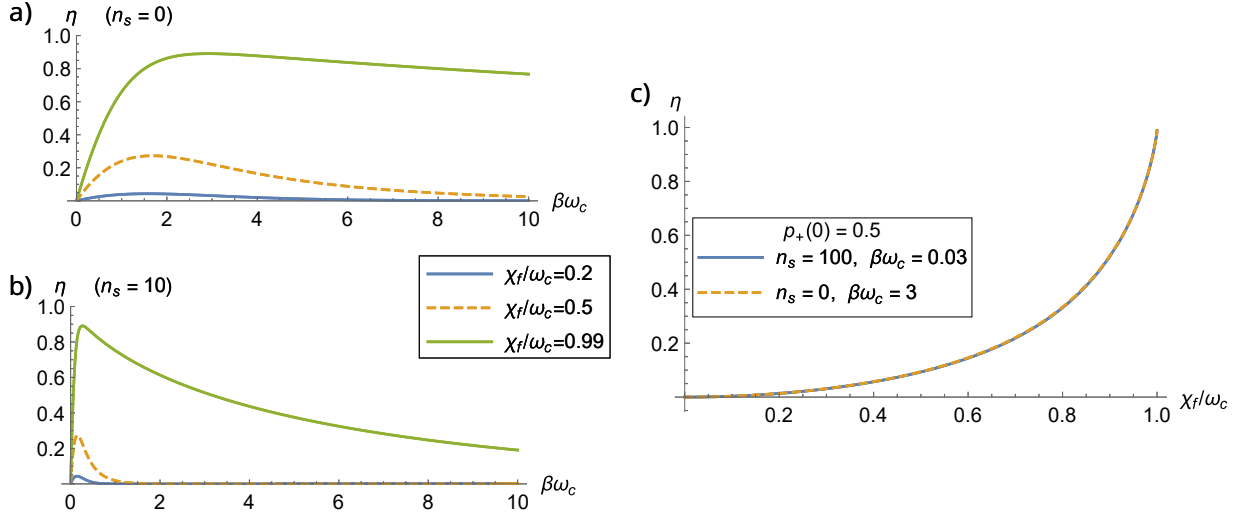 a) η (n_s = 0)
1.0
0.8
0.6
0.4
0.2
0 2 4 6 8 10 βω_c
b) η (n_s = 10)
1.0
0.8
0.6
0.4
0.2
0 2 4 6 8 10 βω_c
χ_f/ω_c=0.2
χ_f/ω_c=0.5
χ_f/ω_c=0.99
c) η
1.0
0.8
0.6
0.4
0.2
0.2 0.4 0.6 0.8 1.0 χ_f/ω_c
p_+(0) = 0.5
n_s = 100, βω_c = 0.03
n_s = 0, βω_c = 3